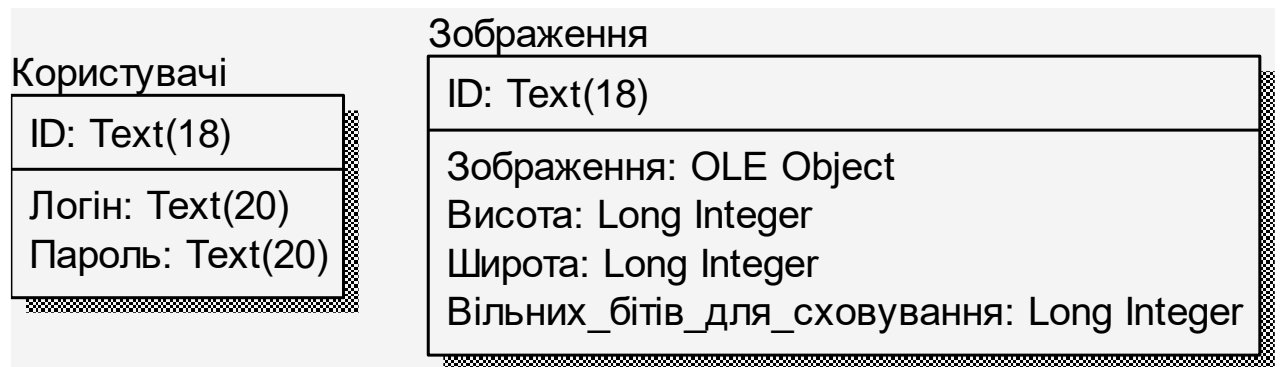 Користувачі
ID: Text(18)
Логін: Text(20)
Пароль: Text(20)
Зображення
ID: Text(18)
Зображення: OLE Object
Висота: Long Integer
Широта: Long Integer
Вільних_бітів_для_сховування: Long Integer